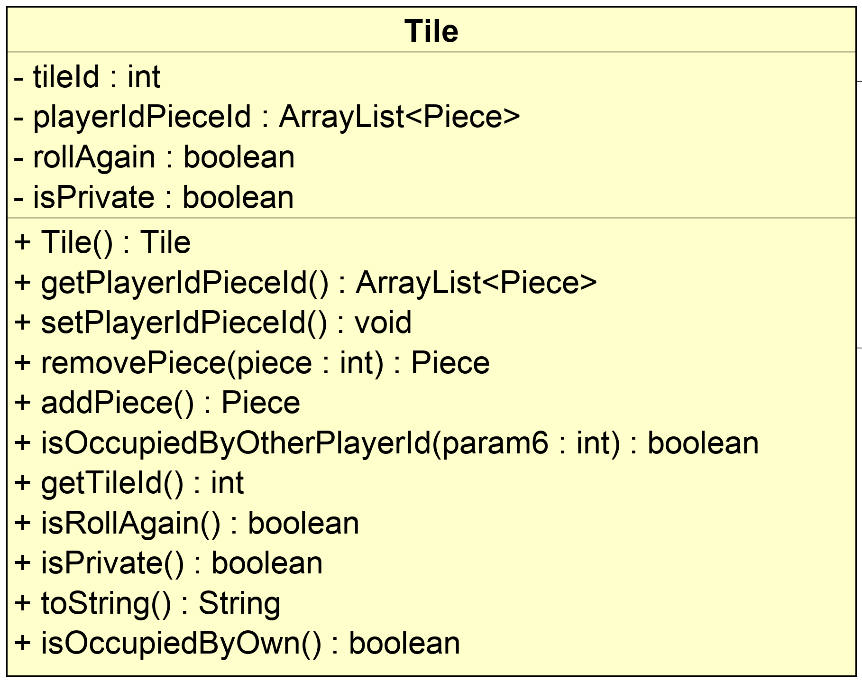 Tile
- tileId : int
- playerIdPieceId : ArrayList<Piece>
- rollAgain : boolean
- isPrivate : boolean
+ Tile() : Tile
+ getPlayerIdPieceId() : ArrayList<Piece>
+ setPlayerIdPieceId() : void
+ removePiece(piece : int) : Piece
+ addPiece() : Piece
+ isOccupiedByOtherPlayerId(param6 : int) : boolean
+ getTileId() : int
+ isRollAgain() : boolean
+ isPrivate() : boolean
+ toString() : String
+ isOccupiedByOwn() : boolean